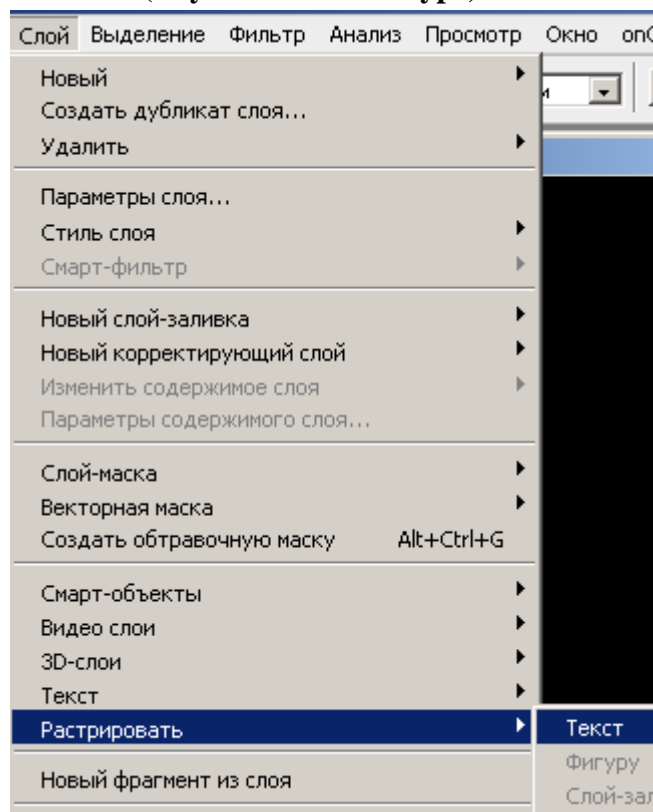 Слой Выделение Фильтр Анализ Просмотр Окно
Новый
Создать дубликат слоя...
Удалить
Параметры слоя...
Стиль слоя
Смарт-фильтр
Новый слой-заливка
Новый корректирующий слой
Изменить содержимое слоя
Параметры содержимого слоя...
Слой-маска
Векторная маска
Создать обтравочную маску Alt+Ctrl+G
Смарт-объекты
Видео слои
3D-слои
Текст
Растрировать Текст
Фигуру
Новый фрагмент из слоя